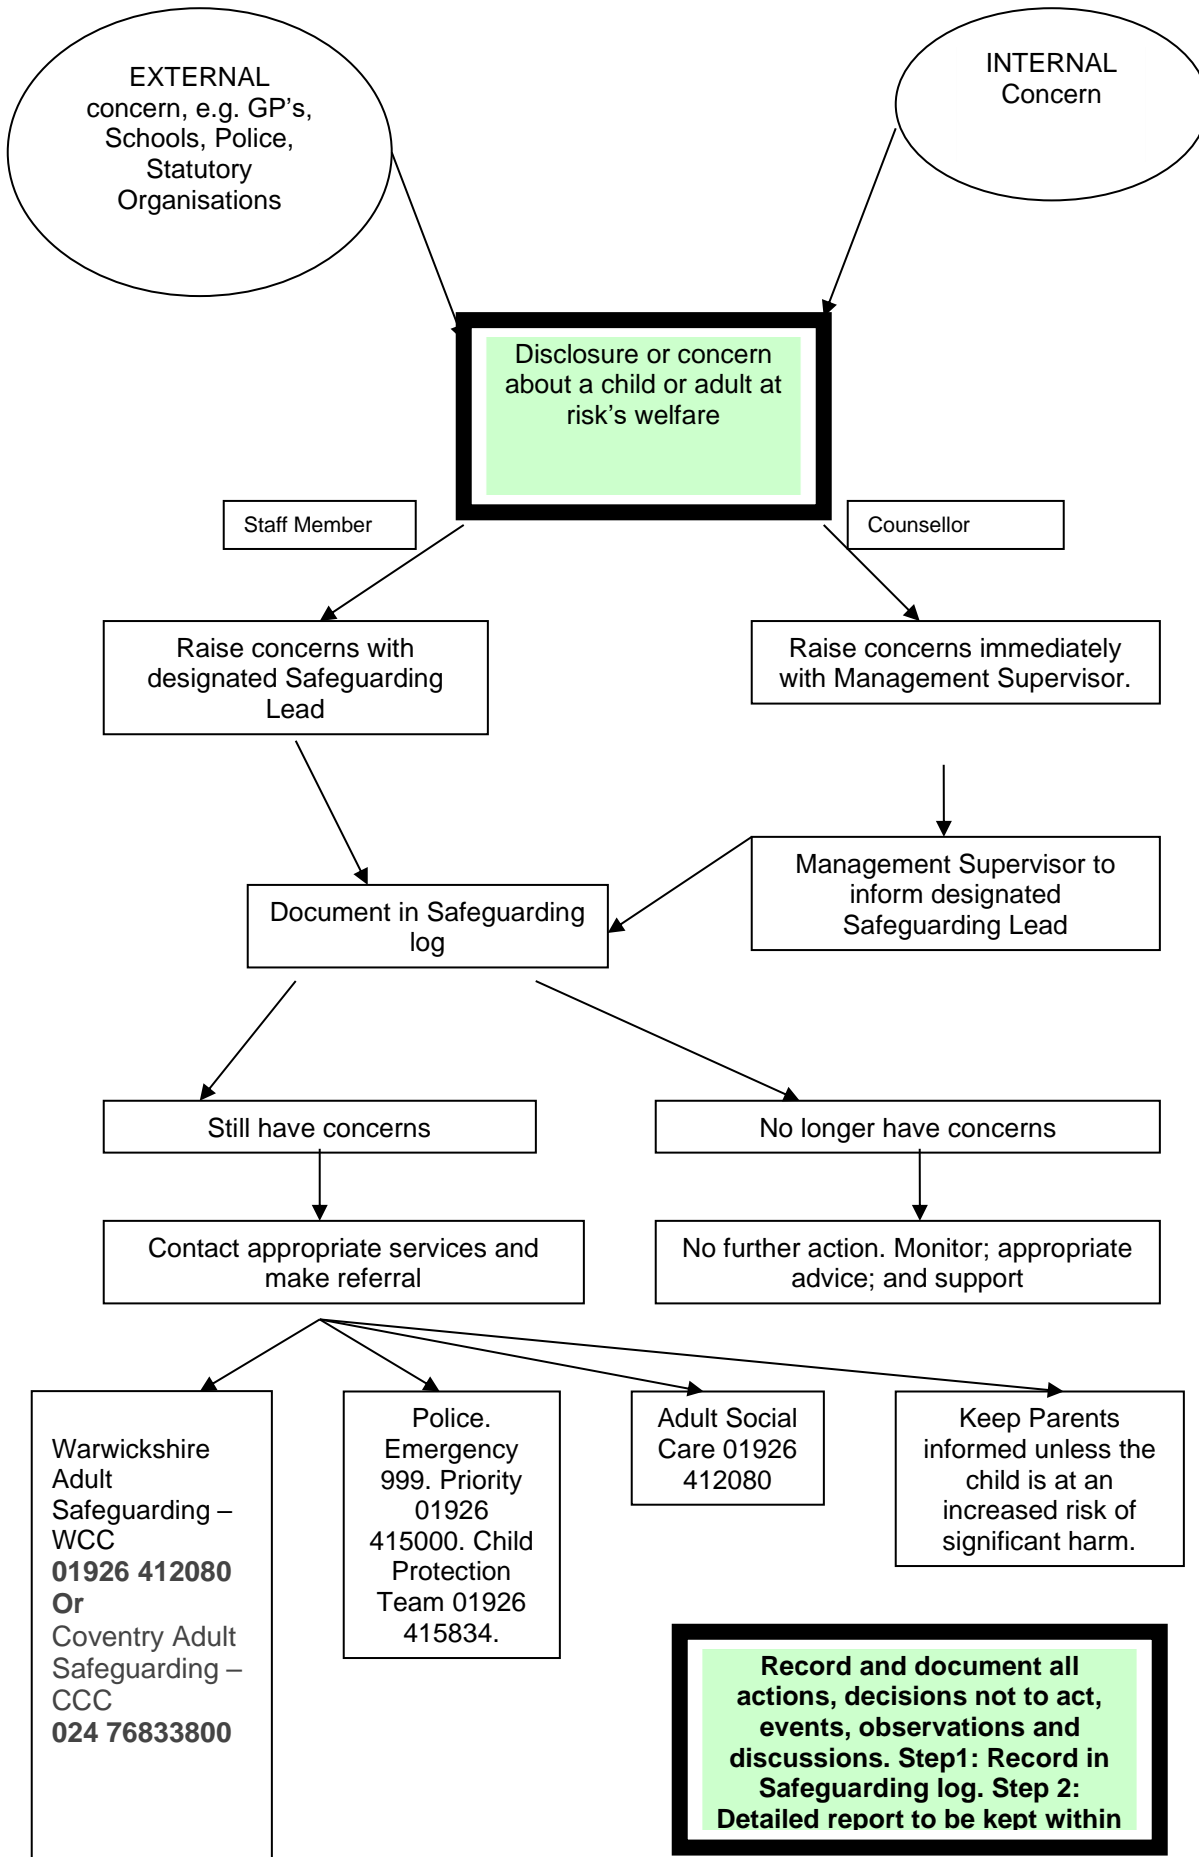 EXTERNAL
concern, e.g. GP’s,
Schools, Police,
Statutory
Organisations
INTERNAL
Concern
Disclosure or concern
about a child or adult at
risk’s welfare
Staff Member
Counsellor
Raise concerns with
designated Safeguarding
Lead
Raise concerns immediately
with Management Supervisor.
Management Supervisor to
inform designated
Safeguarding Lead
Document in Safeguarding
log
Still have concerns
No longer have concerns
Contact appropriate services and
make referral
No further action. Monitor; appropriate
advice; and support
Warwickshire
Adult
Safeguarding –
WCC
01926 412080
Or
Coventry Adult
Safeguarding –
CCC
024 76833800
Police.
Emergency
999. Priority
01926
415000. Child
Protection
Team 01926
415834.
Adult Social
Care 01926
412080
Keep Parents
informed unless the
child is at an
increased risk of
significant harm.
Record and document all
actions, decisions not to act,
events, observations and
discussions. Step1: Record in
Safeguarding log. Step 2:
Detailed report to be kept within